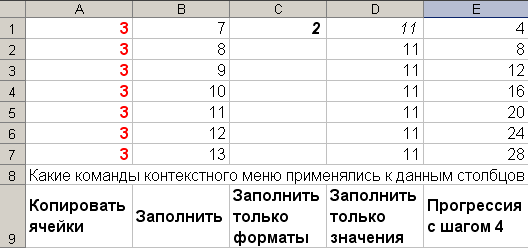 A B C D E
1 3 7 2 11 4
2 3 8 11 8
3 3 9 11 12
4 3 10 11 16
5 3 11 11 20
6 3 12 11 24
7 3 13 11 28
8 Какие команды контекстного меню применялись к данным столбцов
9 Копировать ячейки Заполнить Заполнить только форматы Заполнить только значения Прогрессия с шагом 4